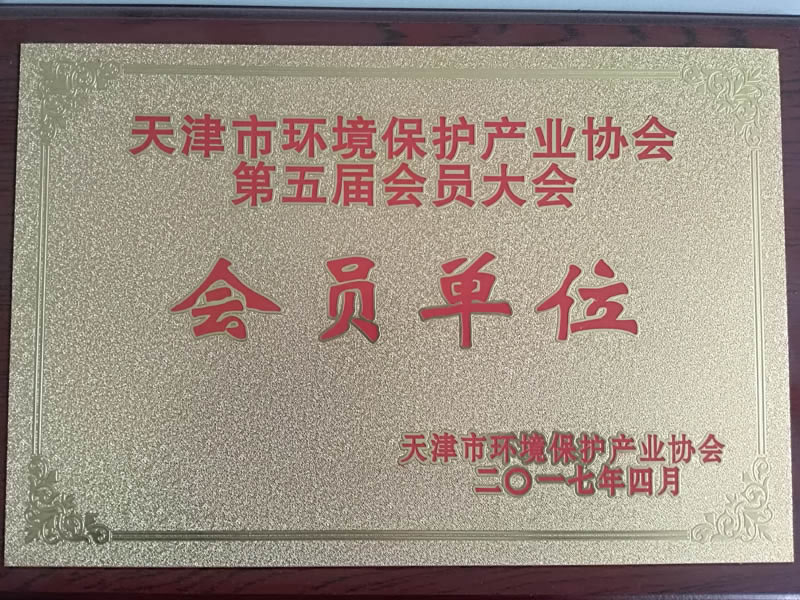 天津市环境保护产业协会
第五届会员大会
会员单位
天津市环境保护产业协会
二〇一七年四月